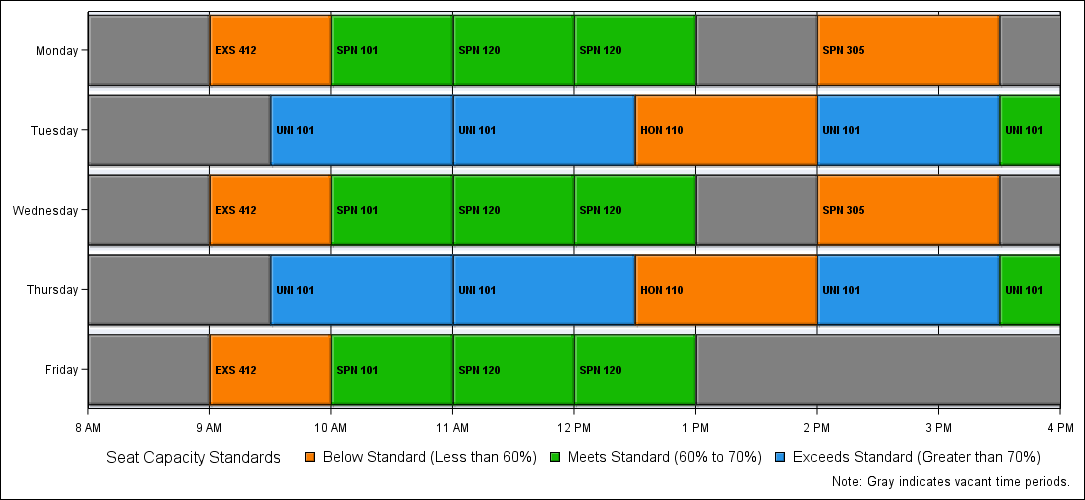 Monday EXS 412 SPN 101 SPN 120 SPN 120 SPN 305
Tuesday UNI 101 UNI 101 HON 110 UNI 101 UNI 101
Wednesday EXS 412 SPN 101 SPN 120 SPN 120 SPN 305
Thursday UNI 101 UNI 101 HON 110 UNI 101 UNI 101
Friday EXS 412 SPN 101 SPN 120 SPN 120
8 AM 9 AM 10 AM 11 AM 12 PM 1 PM 2 PM 3 PM 4 PM
Seat Capacity Standards Below Standard (Less than 60%) Meets Standard (60% to 70%) Exceeds Standard (Greater than 70%)
Note: Gray indicates vacant time periods.